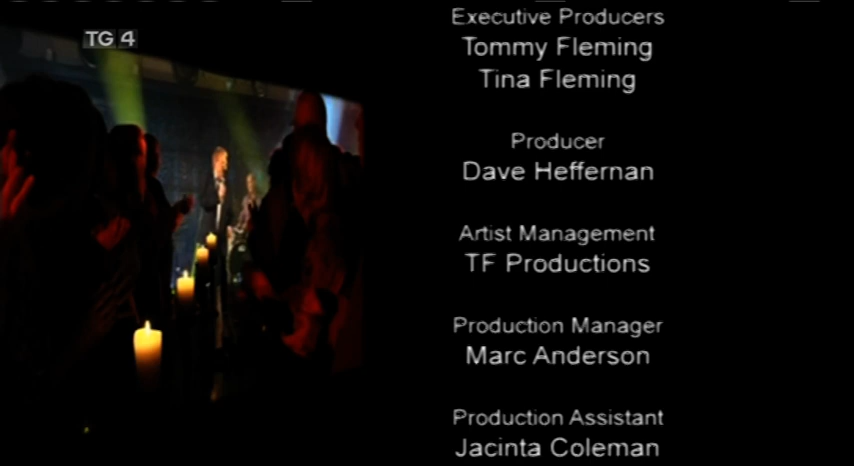 TG 4
Executive Producers
Tommy Fleming
Tina Fleming
Producer
Dave Heffernan
Artist Management
TF Productions
Production Manager
Marc Anderson
Production Assistant
Jacinta Coleman